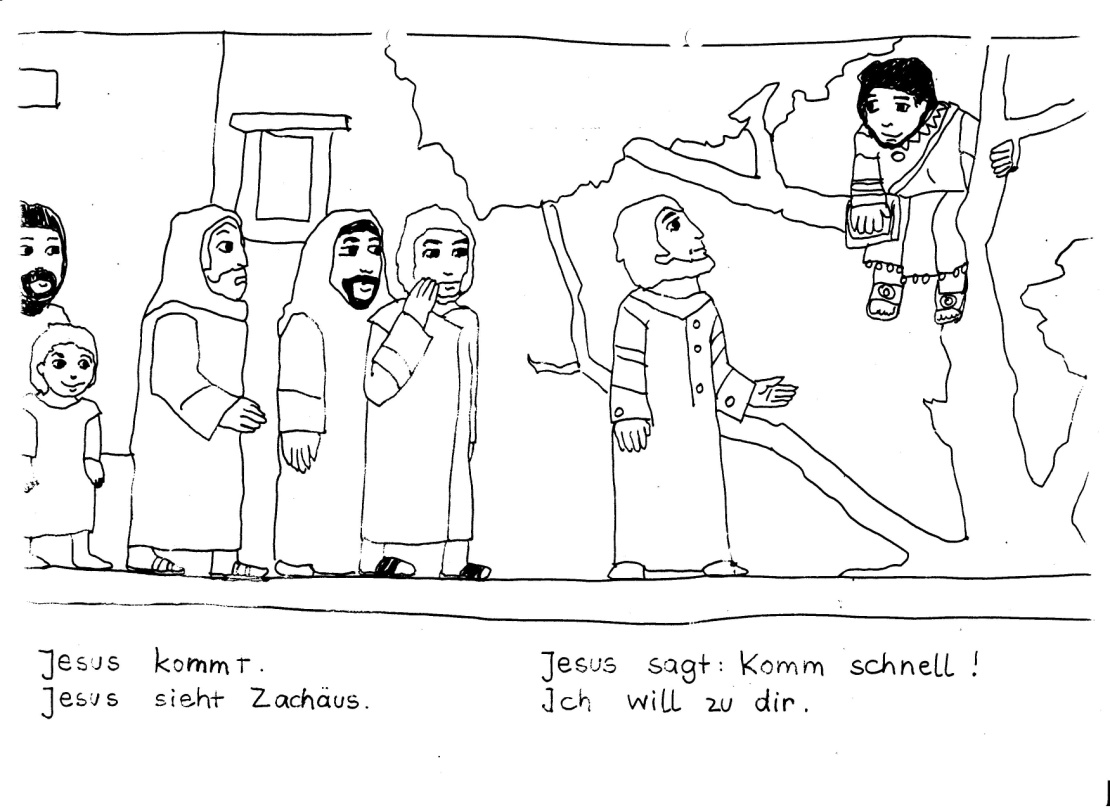 Jesus kommt.
Jesus sieht Zachäus.
Jesus sagt: Komm schnell!
Ich will zu dir.